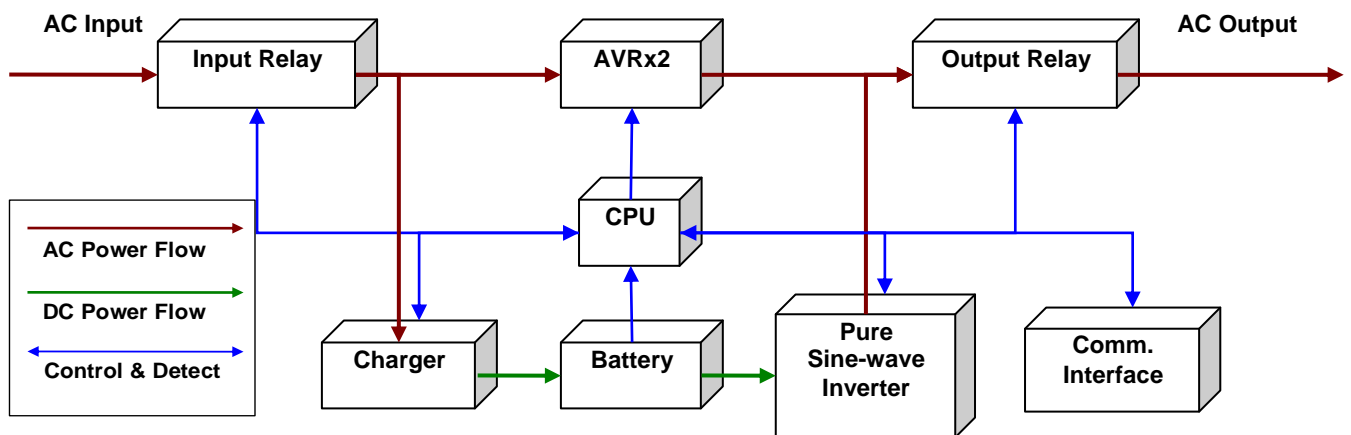 AC Input
AC Output
Input Relay
AVRx2
Output Relay
CPU
AC Power Flow
DC Power Flow
Control & Detect
Charger
Battery
Pure
Sine-wave
Inverter
Comm.
Interface